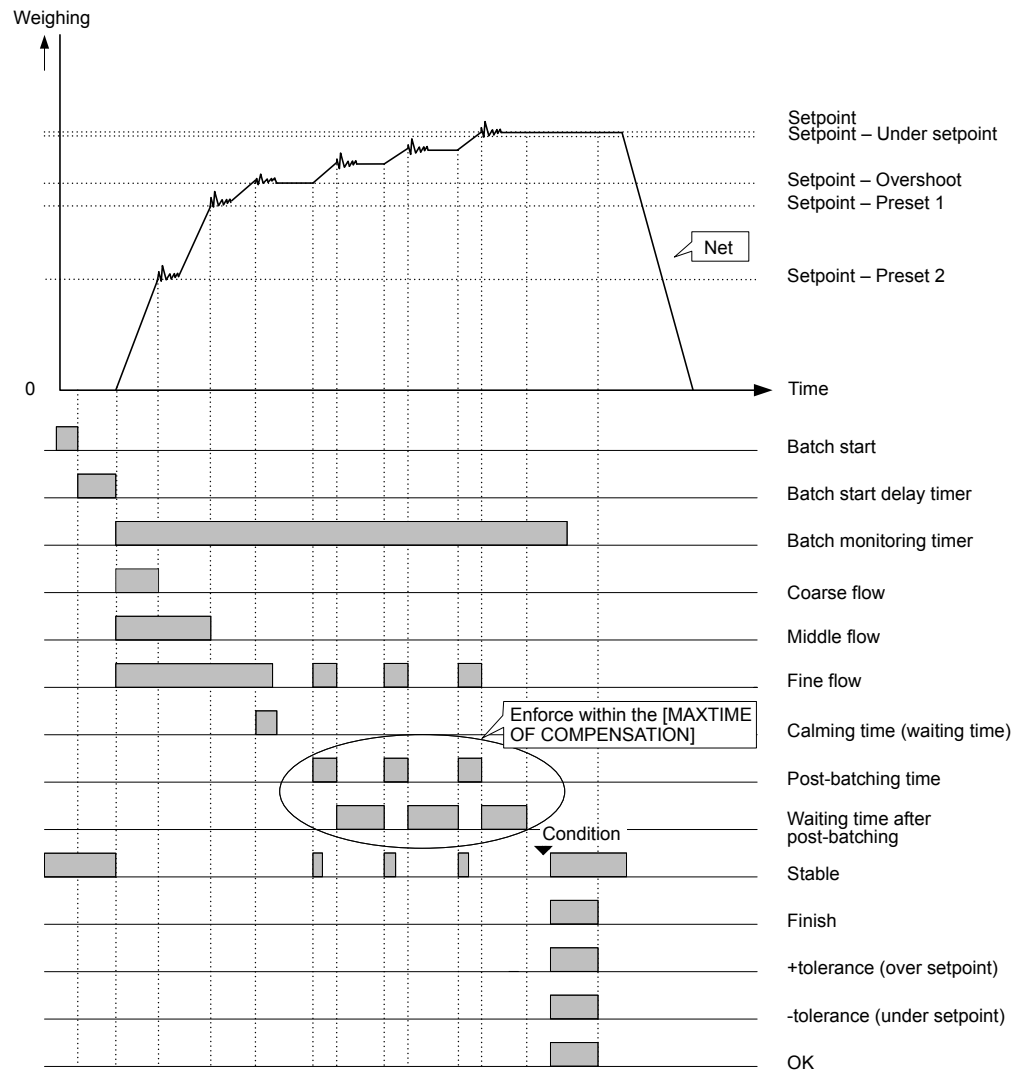 Weighing
Setpoint
Setpoint – Under setpoint
Setpoint – Overshoot
Setpoint – Preset 1
Net
Setpoint – Preset 2
0
Time
Batch start
Batch start delay timer
Batch monitoring timer
Coarse flow
Middle flow
Fine flow
Enforce within the [MAXTIME
OF COMPENSATION]
Calming time (waiting time)
Post-batching time
Waiting time after
post-batching
Condition
Stable
Finish
+tolerance (over setpoint)
-tolerance (under setpoint)
OK